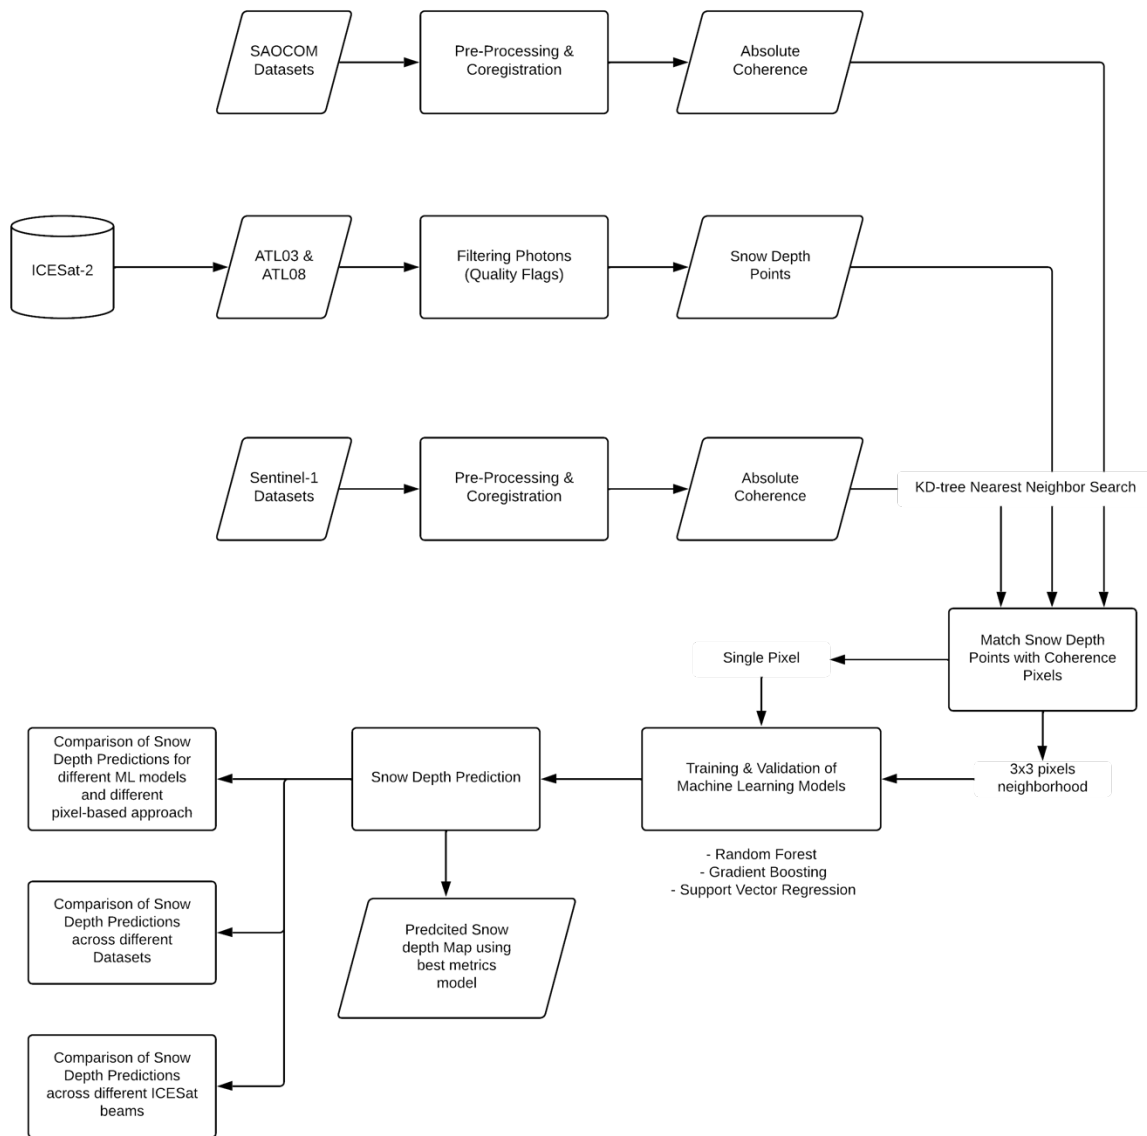 SAOCOM
Datasets
Pre-Processing &
Coregistration
Absolute
Coherence
ICESat-2
ATL03 &
ATL08
Filtering Photons
(Quality Flags)
Snow Depth
Points
Sentinel-1
Datasets
Pre-Processing &
Coregistration
Absolute
Coherence
KD-tree Nearest Neighbor Search
Match Snow Depth
Points with Coherence
Pixels
Single Pixel
3x3 pixels
neighborhood
Training & Validation of
Machine Learning Models
- Random Forest
- Gradient Boosting
- Support Vector Regression
Snow Depth Prediction
Predcited Snow
depth Map using
best metrics
model
Comparison of Snow
Depth Predictions for
different ML models
and different
pixel-based approach
Comparison of Snow
Depth Predictions
across different
Datasets
Comparison of Snow
Depth Predictions
across different ICESat
beams